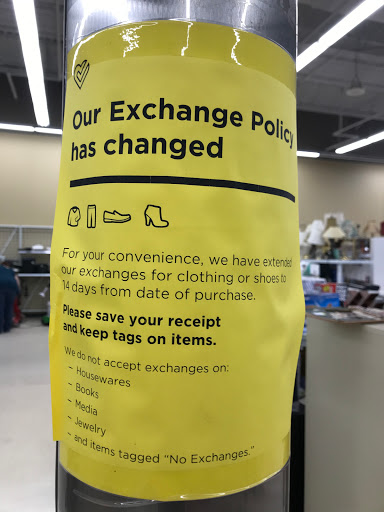 Our Exchange Policy
has changed
For your convenience, we have extended
our exchanges for clothing or shoes to
14 days from date of purchase.
Please save your receipt
and keep tags on items.
We do not accept exchanges on:
– Housewares
– Books
– Media
– Jewelry
– and items tagged "No Exchanges."